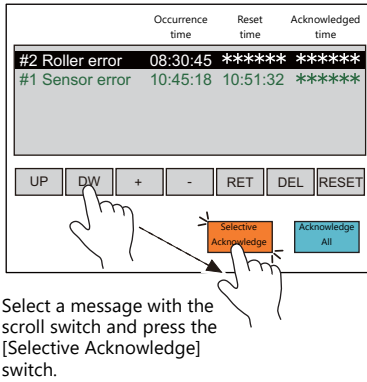 Occurrence time Reset time Acknowledged time
#2 Roller error 08:30:45 ****** ******
#1 Sensor error 10:45:18 10:51:32 ******
UP DW + - RET DEL RESET
Selective Acknowledge
Acknowledge All
Select a message with the
scroll switch and press the
[Selective Acknowledge]
switch.